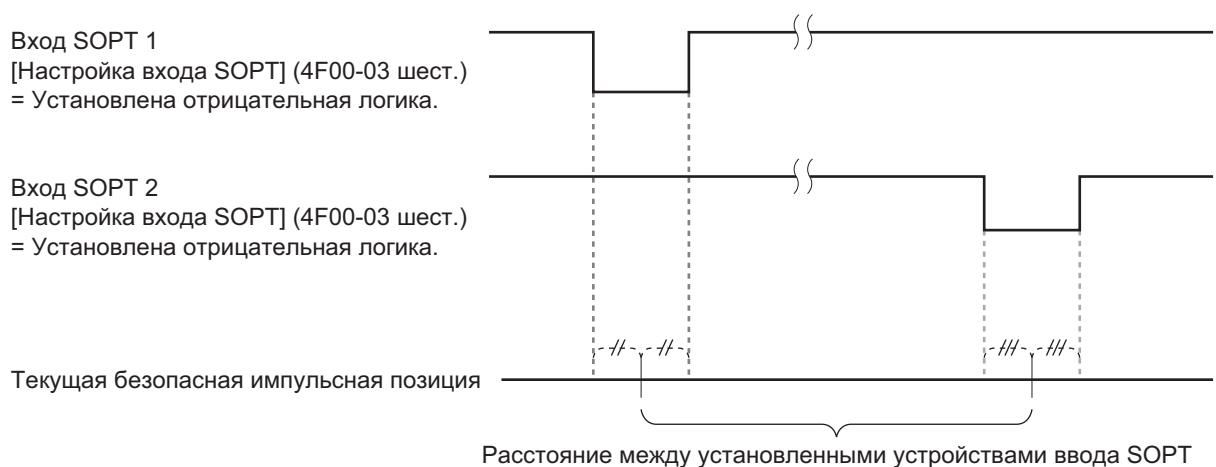 Вход SOPT 1
[Настройка входа SOPT] (4F00-03 шест.)
= Установлена отрицательная логика.
Вход SOPT 2
[Настройка входа SOPT] (4F00-03 шест.)
= Установлена отрицательная логика.
Текущая безопасная импульсная позиция
Расстояние между установленными устройствами ввода SOPT